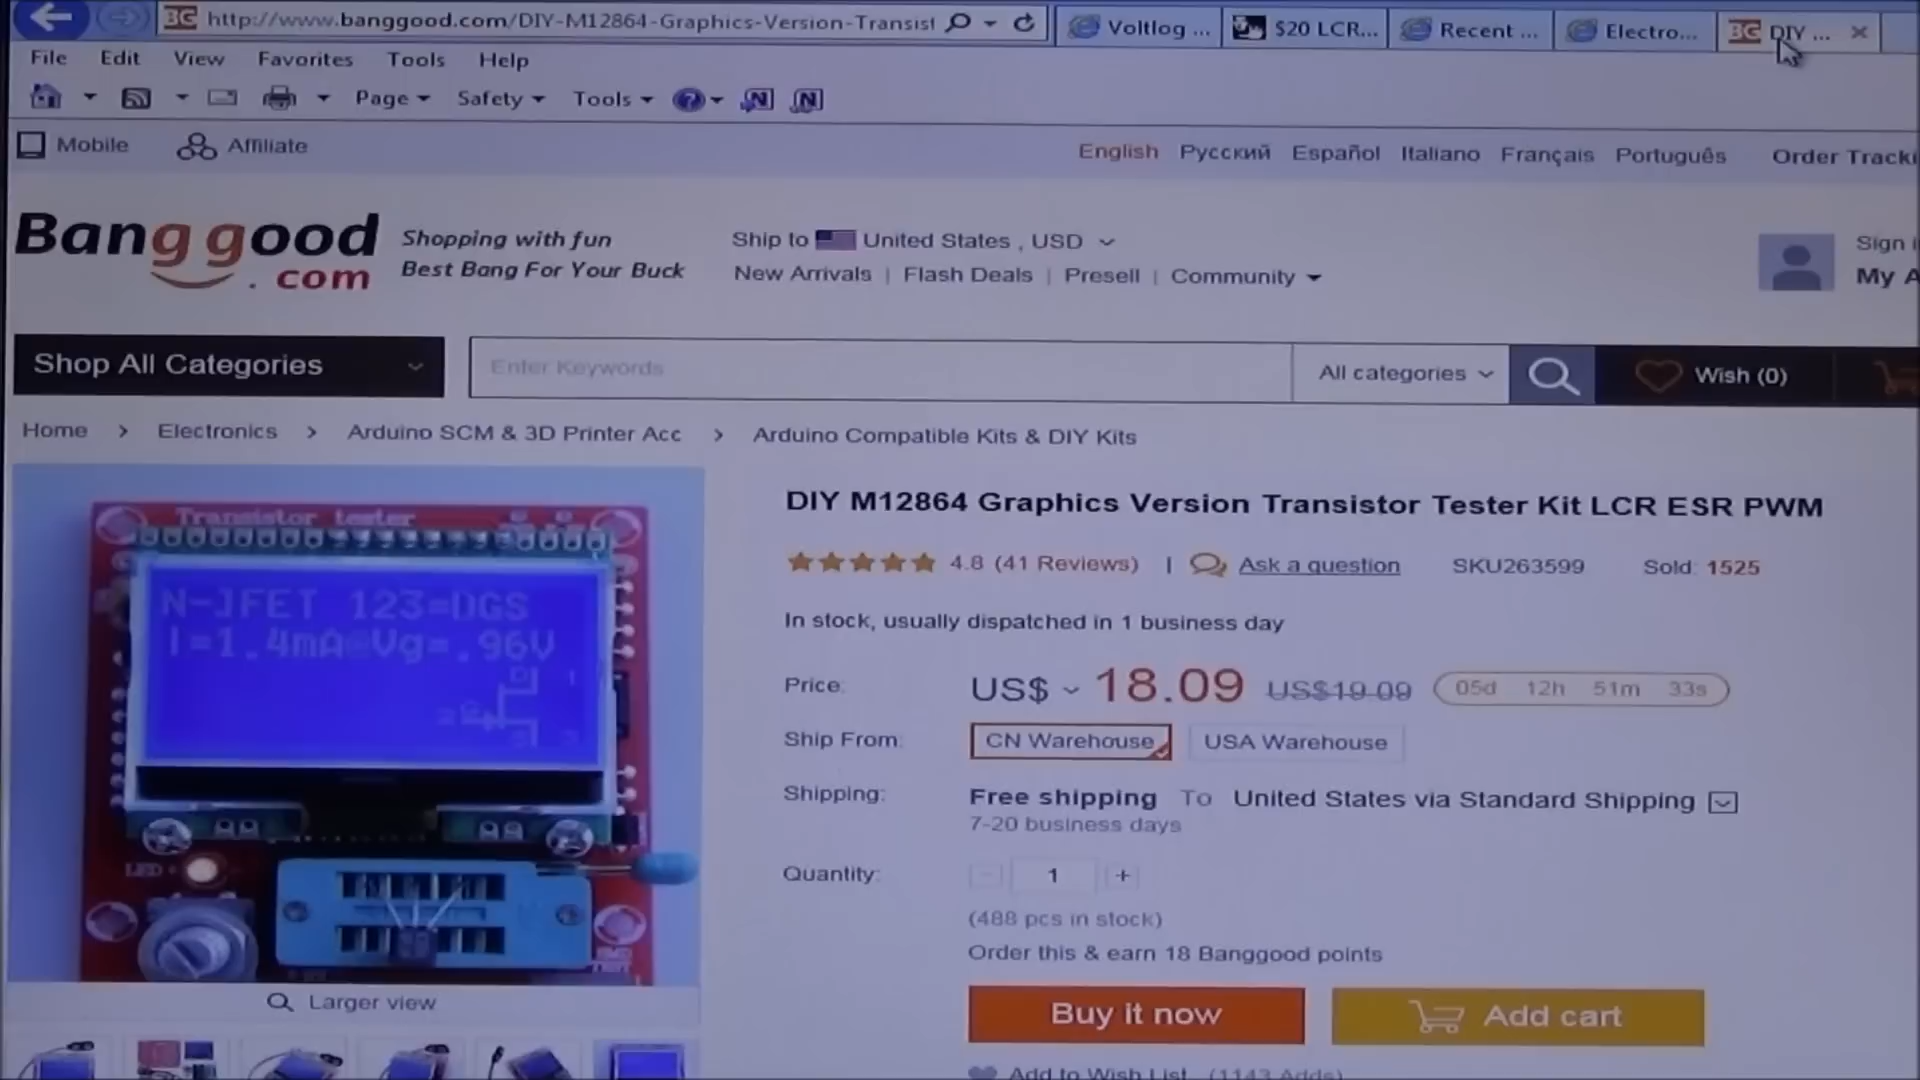 http://www.banggood.com/DIY-M12864-Graphics-Version-Transist
Voltlog ...
$20 LCR...
Recent ...
Electro...
DIY ...
File Edit View Favorites Tools Help
Page Safety Tools
Mobile Affiliate
English Русский Español Italiano Français Português Order Tracki
Banggood.com
Shopping with fun
Best Bang For Your Buck
Ship to United States , USD
New Arrivals | Flash Deals | Presell | Community
Sign i
My A
Shop All Categories
Enter Keywords
All categories
Wish (0)
Home > Electronics > Arduino SCM & 3D Printer Acc > Arduino Compatible Kits & DIY Kits
Transistor tester
N-JFET 123=DGS
I=1.4mA@Vg=.96V
LED
Larger view
DIY M12864 Graphics Version Transistor Tester Kit LCR ESR PWM
4.8 (41 Reviews) | Ask a question SKU263599 Sold: 1525
In stock, usually dispatched in 1 business day
Price: US$ 18.09 US$19.09 05d 12h 51m 33s
Ship From: CN Warehouse USA Warehouse
Shipping: Free shipping To United States via Standard Shipping
7-20 business days
Quantity: - 1 +
(488 pcs in stock)
Order this & earn 18 Banggood points
Buy it now
Add cart
Add to Wish List (1143 Adds)